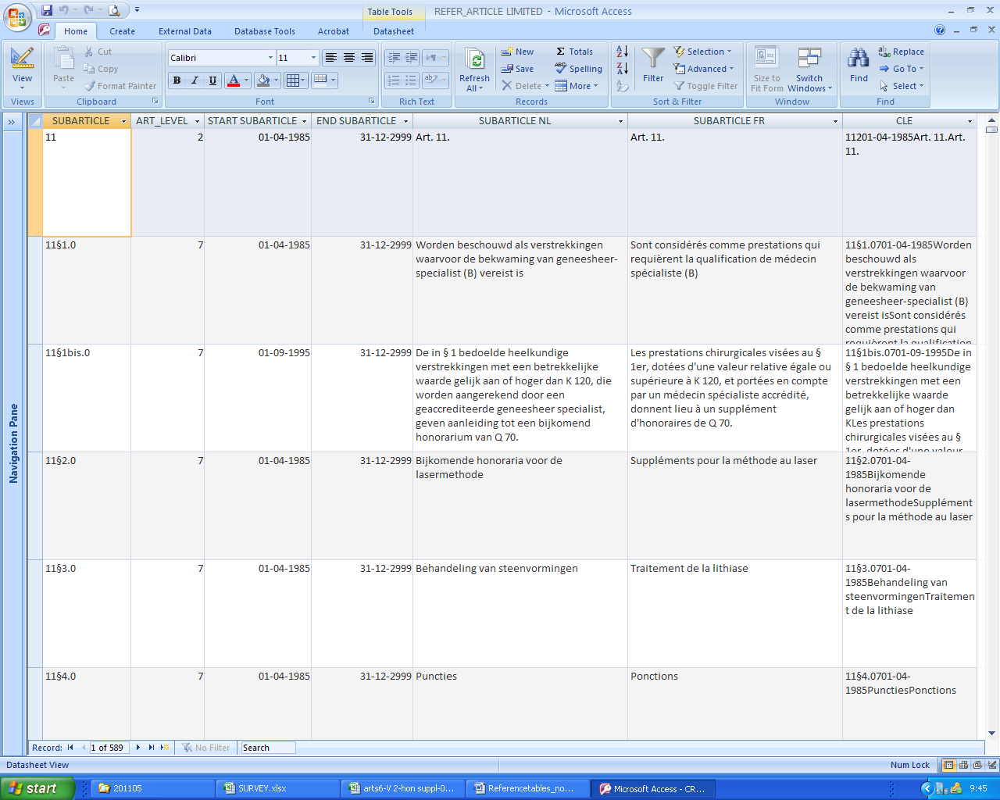 Table Tools
REFER_ARTICLE LIMITED - Microsoft Access
Home Create External Data Database Tools Acrobat Datasheet
View
Views
Paste
Cut
Copy
Format Painter
Clipboard
Calibri 11
B I U A
Font
Rich Text
Refresh All
New
Save
Delete
Totals
Spelling
More
Records
Filter
Selection
Advanced
Toggle Filter
Sort & Filter
Size to Fit Form
Switch Windows
Window
Find
Replace
Go To
Select
Find
SUBARTICLE ART_LEVEL START SUBARTICLE END SUBARTICLE SUBARTICLE NL SUBARTICLE FR CLE
11 2 01-04-1985 31-12-2999 Art. 11. Art. 11. 11201-04-1985Art. 11.Art.
11.
11§1.0 7 01-04-1985 31-12-2999 Worden beschouwd als verstrekkingen
waarvoor de bekwaming van geneesheer-
specialist (B) vereist is
Sont considérés comme prestations qui
requièrent la qualification de médecin
spécialiste (B)
11§1.0701-04-1985Worden
beschouwd als
verstrekkingen waarvoor
de bekwaming van
geneesheer-specialist (B)
vereist isSont considérés
comme prestations qui
requièrent la qualification
11§1bis.0 7 01-09-1995 31-12-2999 De in § 1 bedoelde heelkundige
verstrekkingen met een betrekkelijke
waarde gelijk aan of hoger dan K 120, die
worden aangerekend door een
geaccrediteerde geneesheer specialist,
geven aanleiding tot een bijkomend
honorarium van Q 70.
Les prestations chirurgicales visées au §
1er, dotées d'une valeur relative égale ou
supérieure à K 120, et portées en compte
par un médecin spécialiste accrédité,
donnent lieu à un supplément
d'honoraires de Q 70.
11§1bis.0701-09-1995De in
§ 1 bedoelde heelkundige
verstrekkingen met een
betrekkelijke waarde
gelijk aan of hoger dan
KLes prestations
chirurgicales visées au §
1er, dotées d'une valeur
11§2.0 7 01-04-1985 31-12-2999 Bijkomende honoraria voor de
lasermethode
Suppléments pour la méthode au laser
11§2.0701-04-
1985Bijkomende
honoraria voor de
lasermethodeSupplément
s pour la méthode au laser
11§3.0 7 01-04-1985 31-12-2999 Behandeling van steenvormingen
Traitement de la lithiase
11§3.0701-04-
1985Behandeling van
steenvormingenTraitemen
t de la lithiase
11§4.0 7 01-04-1985 31-12-2999 Puncties
Ponctions
11§4.0701-04-
1985PunctiesPonctions
Navigation Pane
Record: 1 of 589 No Filter Search
Datasheet View
Num Lock
start
201105
SURVEY.xlsx
arts6-V 2-hon suppl-0...
Referencetables_no...
Microsoft Access - CR...
9:45